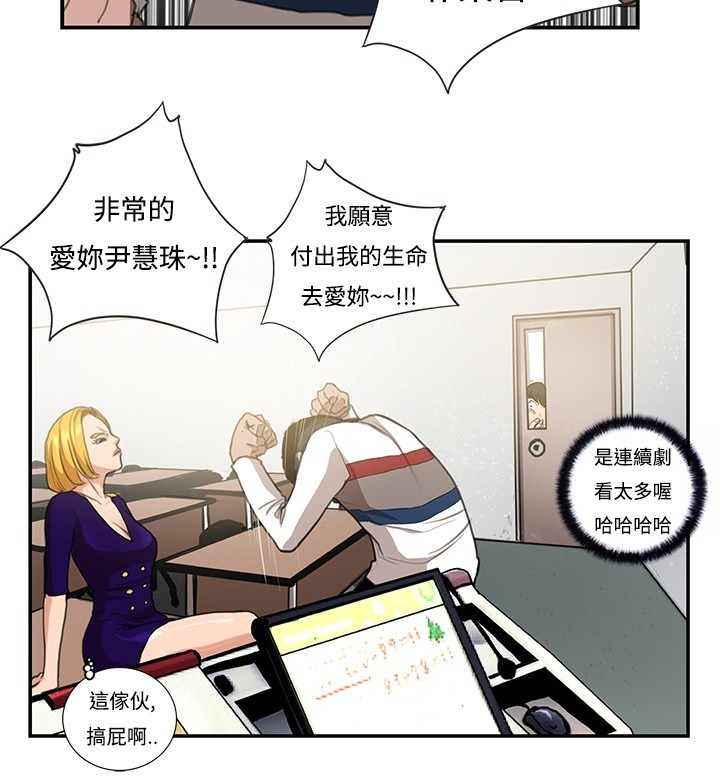 非常的
愛妳尹慧珠~!!
我願意
付出我的生命
去愛妳~~!!!
是連續劇
看太多喔
哈哈哈哈
這傢伙,
搞屁啊..